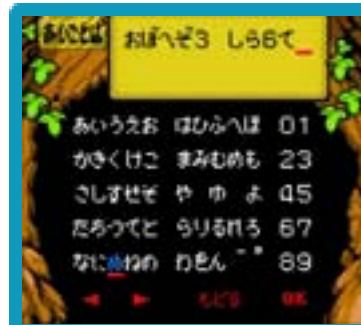 あいことば
おぼへぞ3 しら6て_
あいうえお はひふへほ 01
かきくけこ まみむめも 23
さしすせそ や ゆ よ 45
たちつてと らりるれろ 67
なにぬねの わをん゛゜ 89
◀ ▶ もどる OK